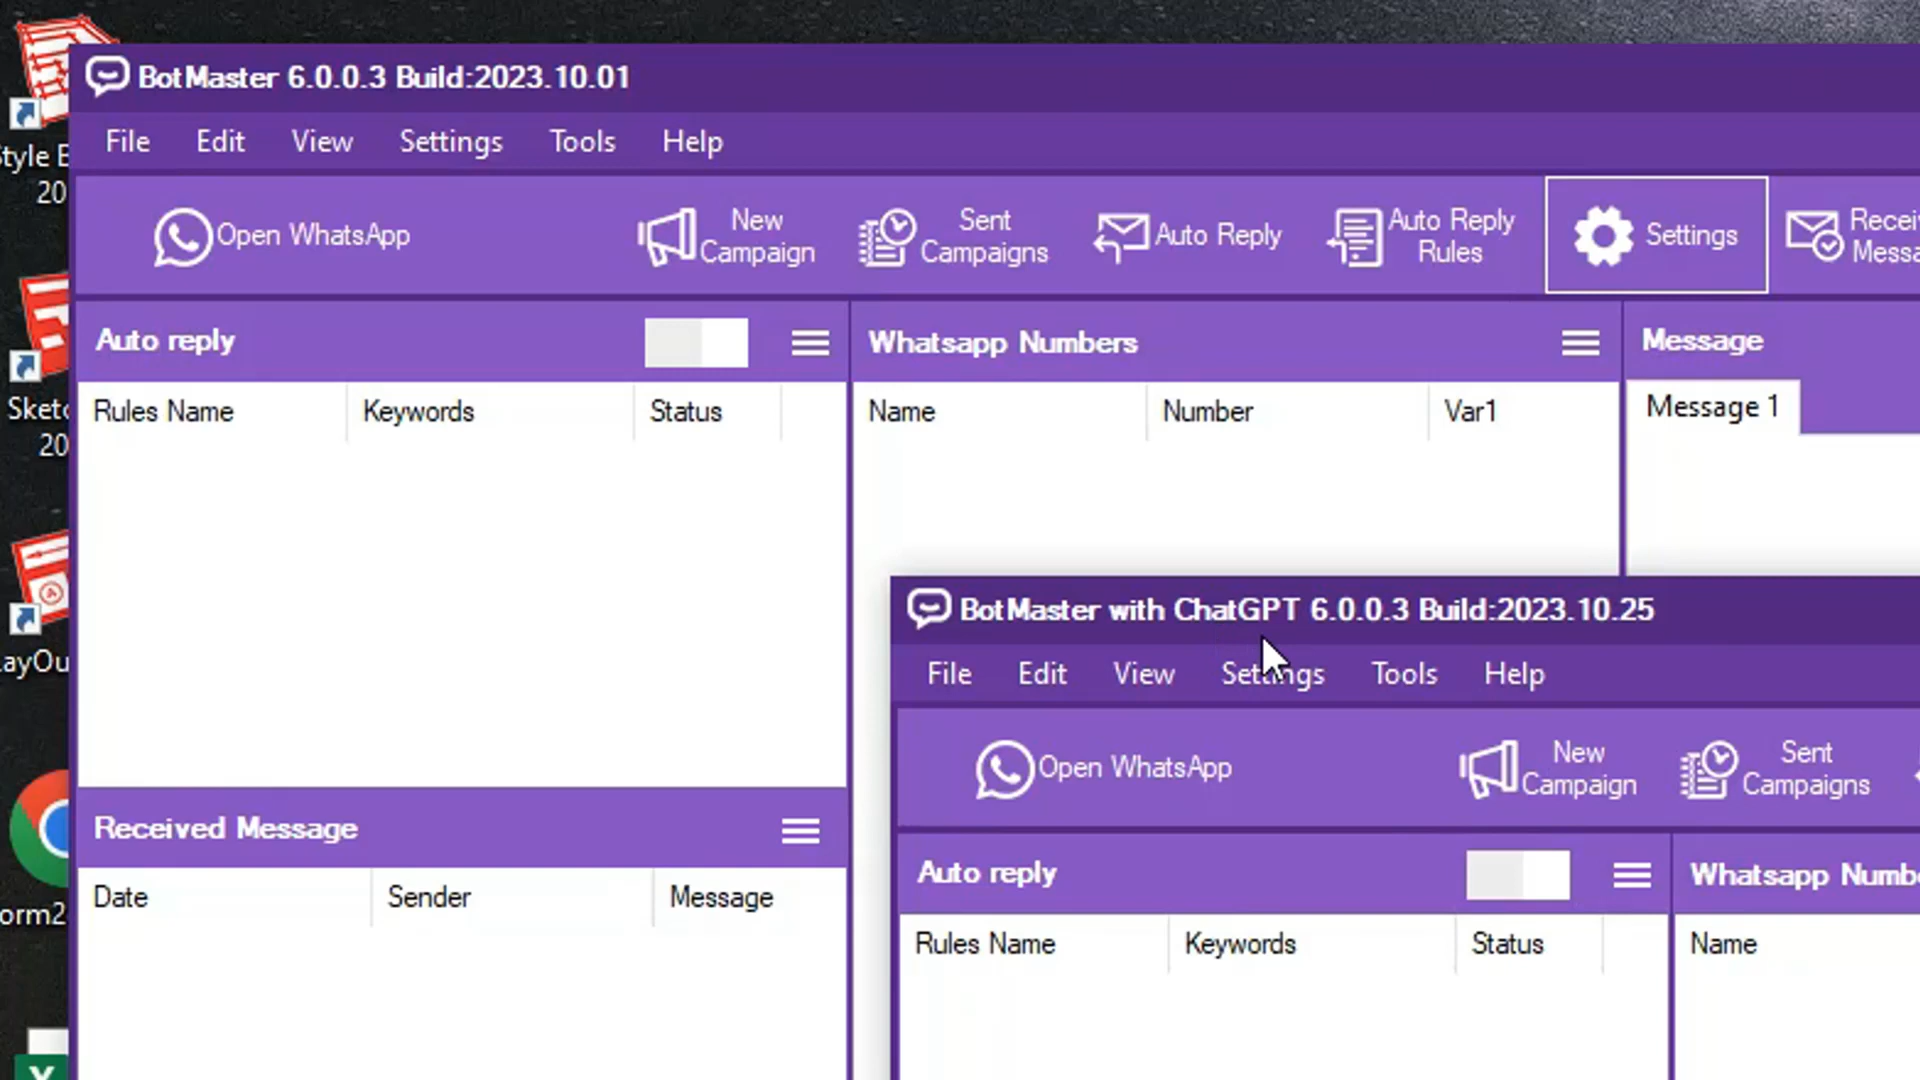 BotMaster 6.0.0.3 Build:2023.10.01
File Edit View Settings Tools Help
Open WhatsApp
New Campaign
Sent Campaigns
Auto Reply
Auto Reply Rules
Settings
Auto reply
Whatsapp Numbers
Message
Rules Name Keywords Status
Name Number Var1
Message 1
Received Message
Date Sender Message
BotMaster with ChatGPT 6.0.0.3 Build:2023.10.25
File Edit View Settings Tools Help
Open WhatsApp
New Campaign
Sent Campaigns
Auto reply
Whatsapp
Rules Name Keywords Status
Name
20
20